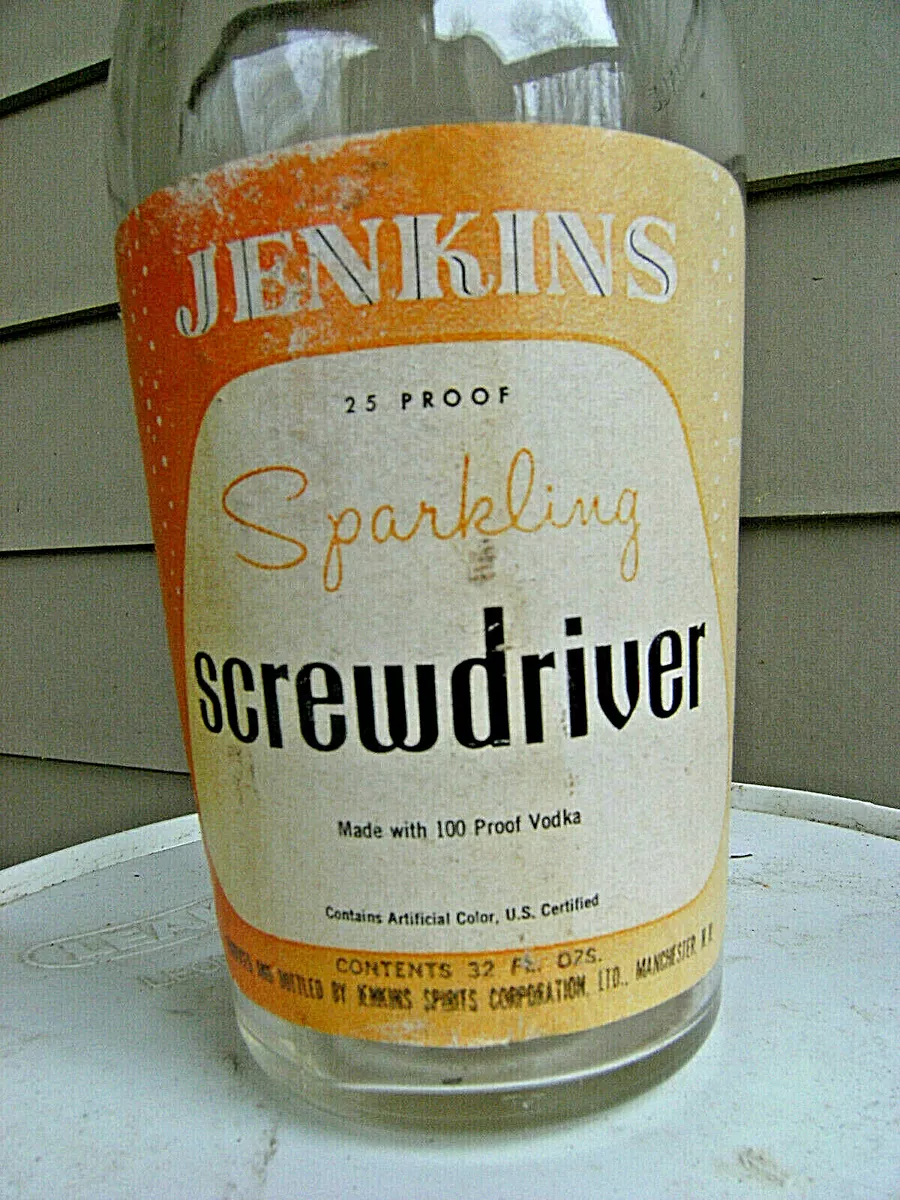 JENKINS
25 PROOF
Sparkling
screwdriver
Made with 100 Proof Vodka
Contains Artificial Color, U.S. Certified
CONTENTS 32 FL. OZS.
AND BOTTLED BY JENKINS SPIRITS CORPORATION, LTD., MANCHESTER,